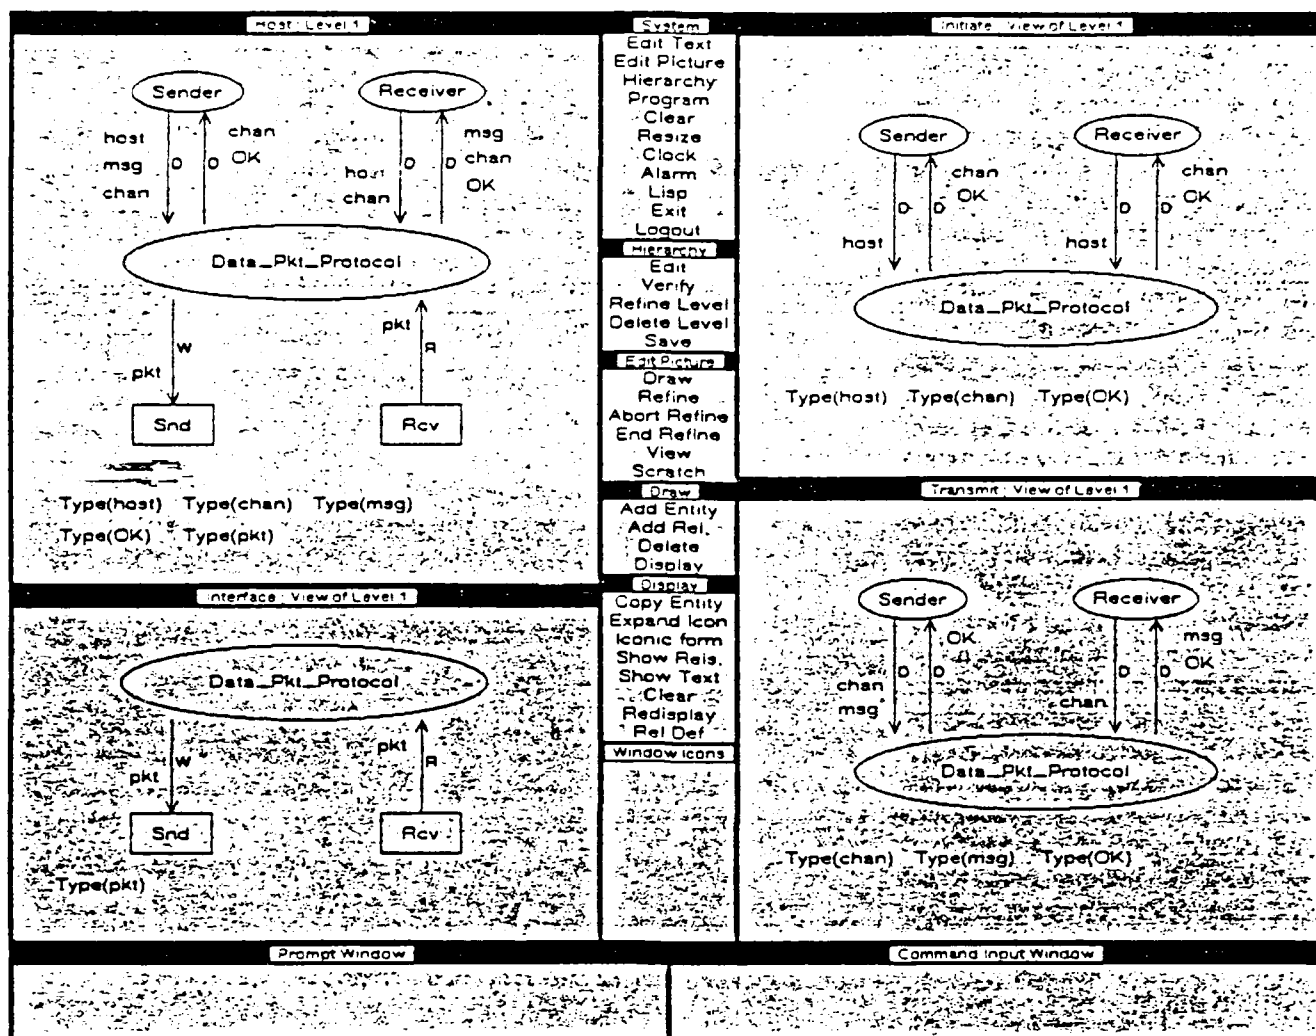 Host : Level 1
Sender
Receiver
host
msg
chan
D
D
chan
OK
host
chan
D
D
msg
chan
OK
Data_Pkt_Protocol
pkt
W
pkt
R
Snd
Rcv
Type(host) Type(chan) Type(msg)
Type(OK) Type(pkt)
Interface : View of Level 1
Data_Pkt_Protocol
pkt
W
pkt
R
Snd
Rcv
Type(pkt)
System
Edit Text
Edit Picture
Hierarchy
Program
Clear
Resize
Clock
Alarm
Lisp
Exit
Logout
Hierarchy
Edit
Verify
Refine Level
Delete Level
Save
Edit Picture
Draw
Refine
Abort Refine
End Refine
View
Scratch
Draw
Add Entity
Add Rel.
Delete
Display
Display
Copy Entity
Expand Icon
Iconic form
Show Rels.
Show Text
Clear
Redisplay
Rel Def
Window Icons
Initiate : View of Level 1
Sender
Receiver
D
D
chan
OK
D
D
chan
OK
host
host
Data_Pkt_Protocol
Type(host) Type(chan) Type(OK)
Transmit : View of Level 1
Sender
Receiver
OK
D
D
chan
msg
msg
OK
D
D
chan
Data_Pkt_Protocol
Type(chan) Type(msg) Type(OK)
Prompt Window
Command Input Window